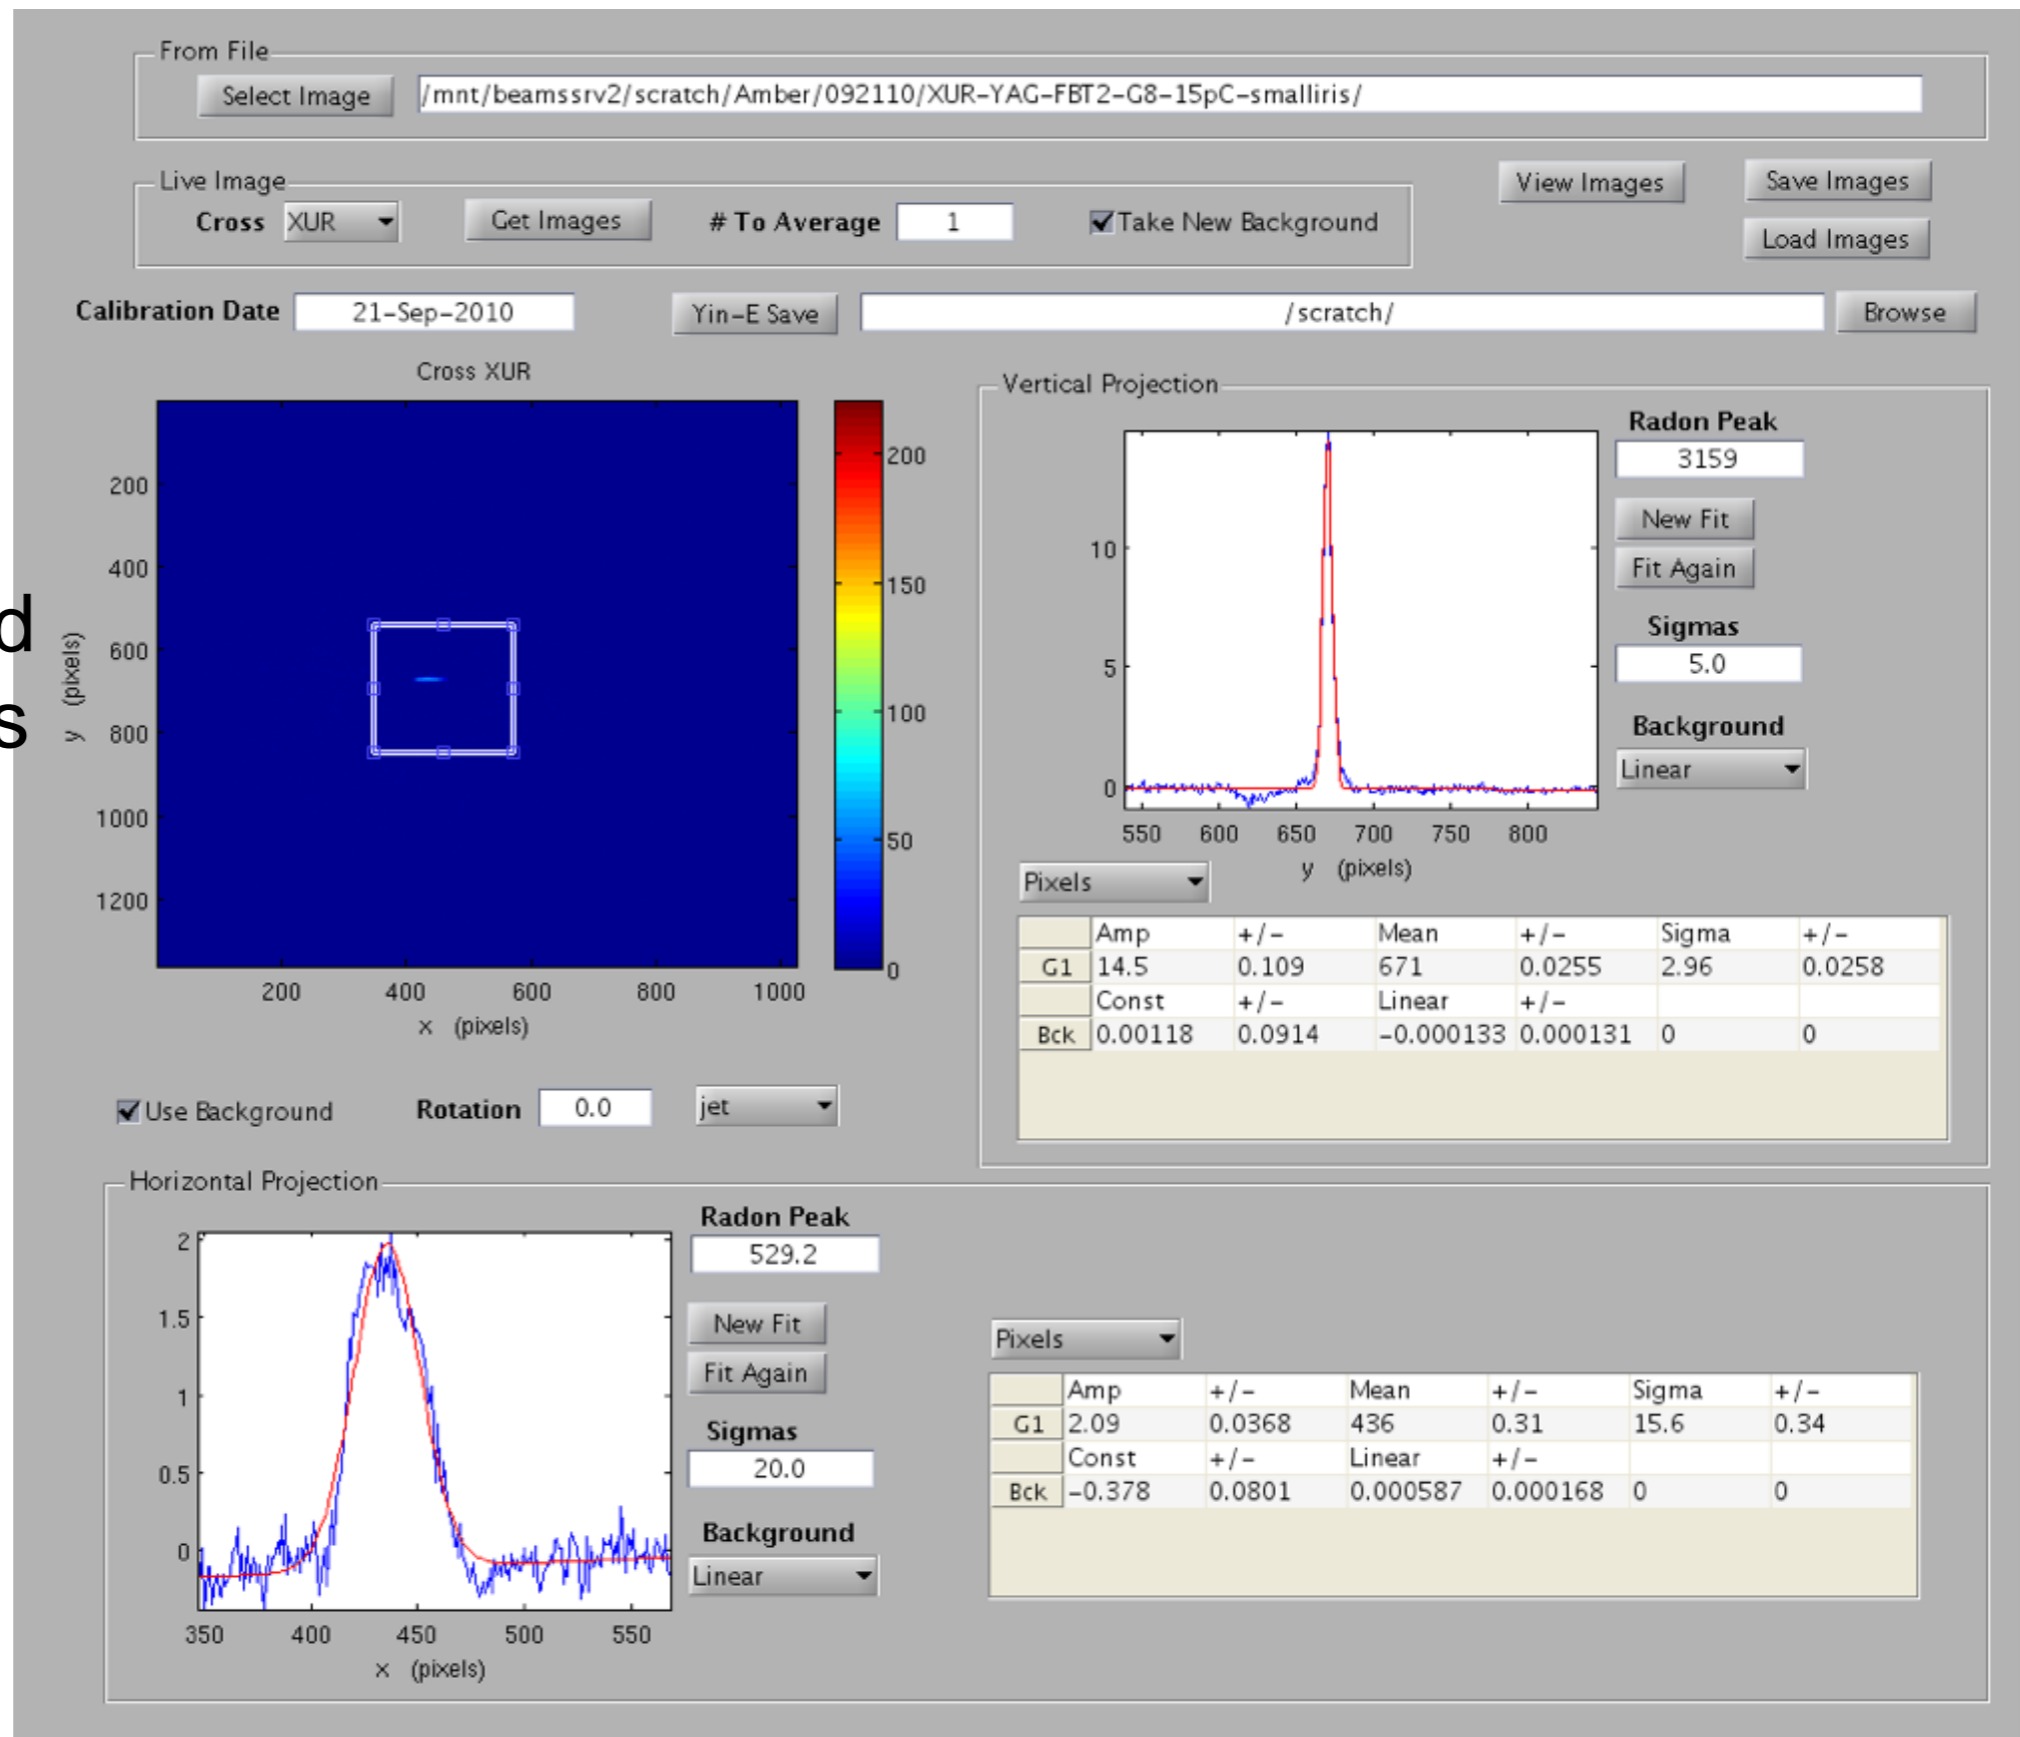 From File
Select Image /mnt/beamssrv2/scratch/Amber/092110/XUR-YAG-FBT2-G8-15pC-smalliris/
Live Image
Cross XUR Get Images # To Average 1 Take New Background
View Images Save Images
Load Images
Calibration Date 21-Sep-2010 Yin-E Save /scratch/ Browse
Cross XUR
200
400
600
800
1000
1200
y (pixels)
200 400 600 800 1000
x (pixels)
200
150
100
50
0
d
s
Use Background Rotation 0.0 jet
Vertical Projection
10
5
0
550 600 650 700 750 800
y (pixels)
Radon Peak
3159
New Fit
Fit Again
Sigmas
5.0
Background
Linear
Pixels
Amp +/- Mean +/- Sigma +/-
G1 14.5 0.109 671 0.0255 2.96 0.0258
Const +/- Linear +/-
Bck 0.00118 0.0914 -0.000133 0.000131 0 0
Horizontal Projection
2
1.5
1
0.5
0
350 400 450 500 550
x (pixels)
Radon Peak
529.2
New Fit
Fit Again
Sigmas
20.0
Background
Linear
Pixels
Amp +/- Mean +/- Sigma +/-
G1 2.09 0.0368 436 0.31 15.6 0.34
Const +/- Linear +/-
Bck -0.378 0.0801 0.000587 0.000168 0 0